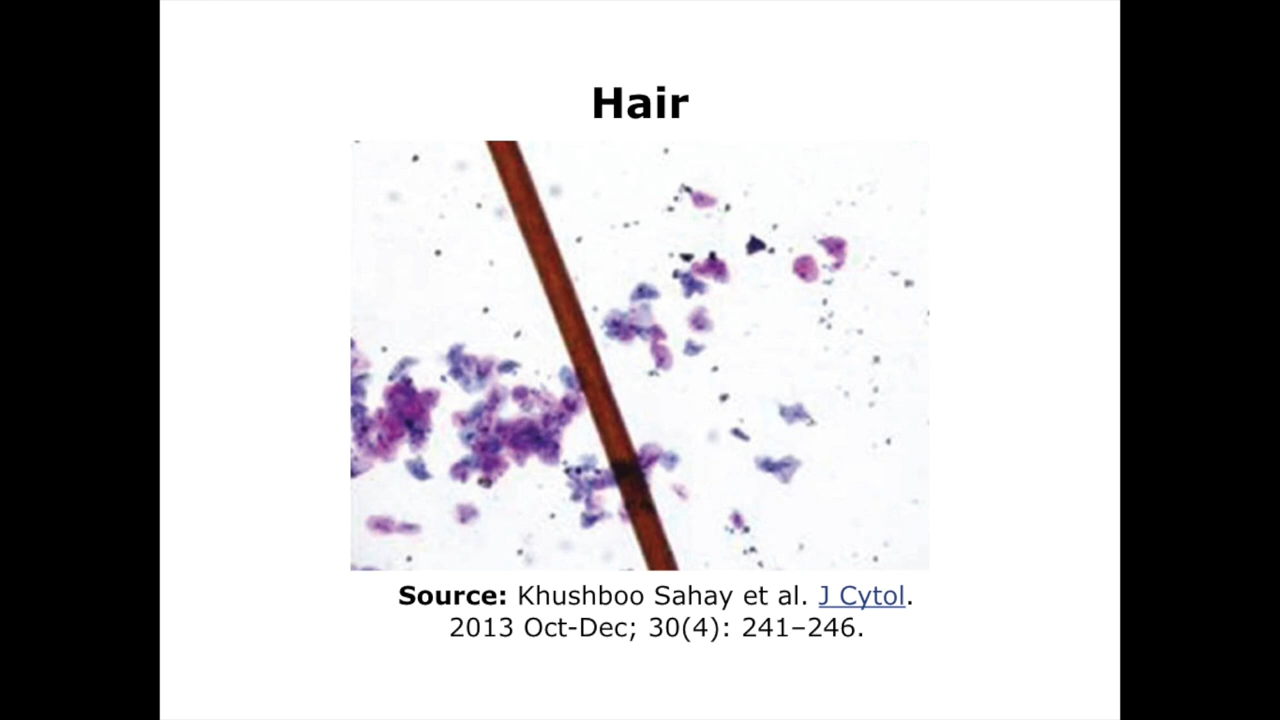 Hair
Source: Khushboo Sahay et al. J Cytol.
2013 Oct-Dec; 30(4): 241–246.